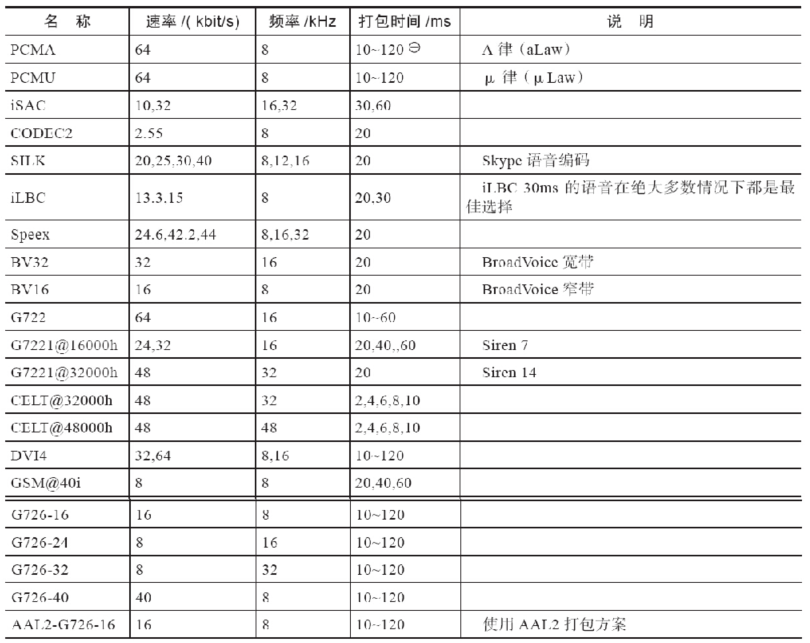 名 称 速率 /( kbit/s) 频率 /kHz 打包时间 /ms 说 明
PCMA 64 8 10~120 ㊀ A 律（aLaw）
PCMU 64 8 10~120 μ 律（μ Law）
iSAC 10,32 16,32 30,60
CODEC2 2.55 8 20
SILK 20,25,30,40 8,12,16 20 Skype 语音编码
iLBC 13.3.15 8 20,30 iLBC 30ms 的语音在绝大多数情况下都是最
佳选择
Speex 24.6,42.2,44 8,16,32 20
BV32 32 16 20 BroadVoice 宽带
BV16 16 8 20 BroadVoice 窄带
G722 64 16 10~60
G7221@16000h 24,32 16 20,40,,60 Siren 7
G7221@32000h 48 32 20 Siren 14
CELT@32000h 48 32 2,4,6,8,10
CELT@48000h 48 48 2,4,6,8,10
DVI4 32,64 8,16 10~120
GSM@40i 8 8 20,40,60
G726-16 16 8 10~120
G726-24 8 16 10~120
G726-32 8 32 10~120
G726-40 40 8 10~120
AAL2-G726-16 16 8 10~120 使用 AAL2 打包方案